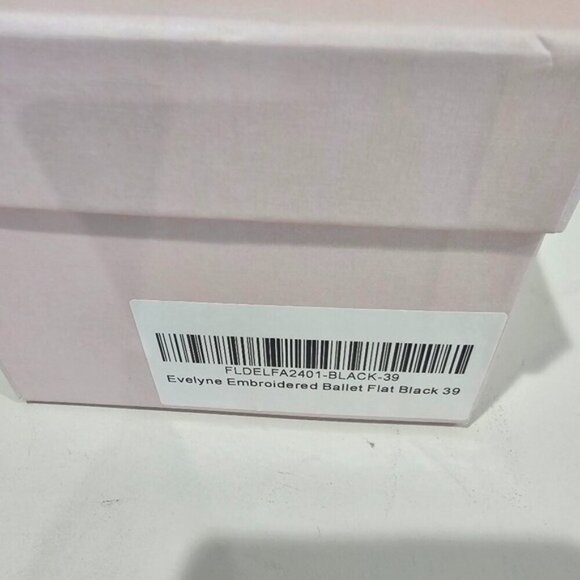 FLDELFA2401-BLACK-39
Evelyne Embroidered Ballet Flat Black 39